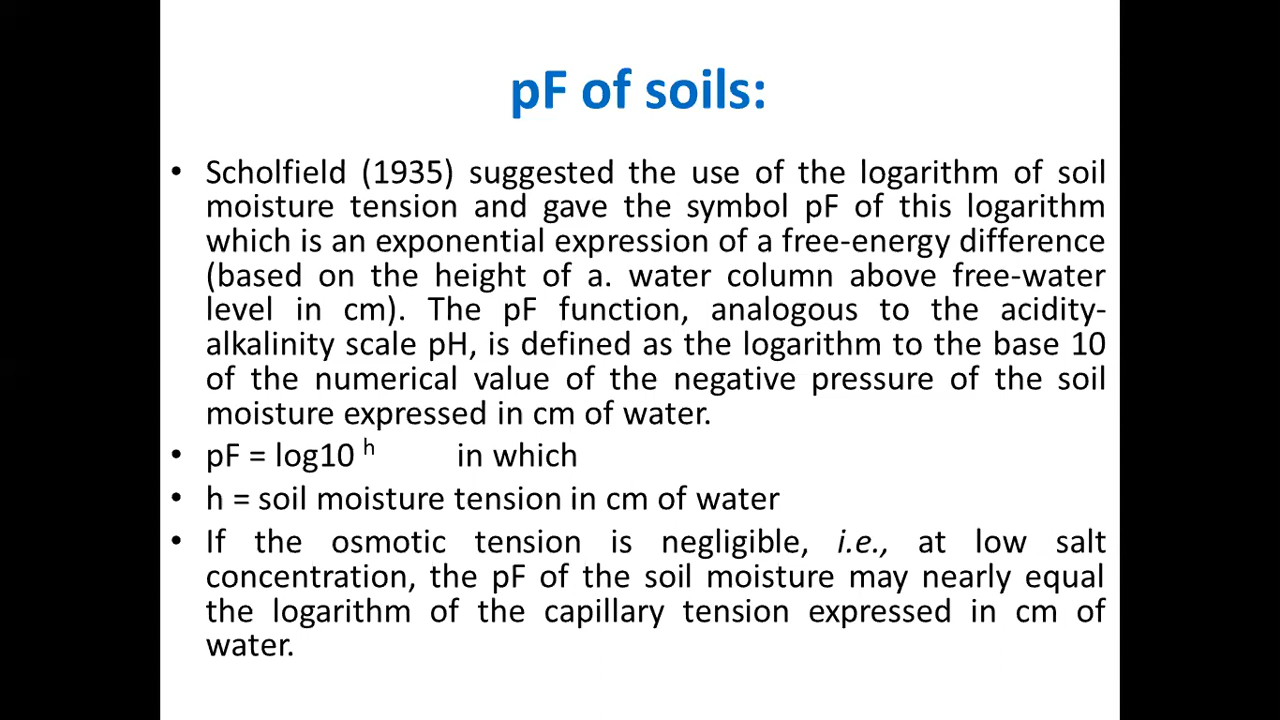 pF of soils:
• Scholfield (1935) suggested the use of the logarithm of soil
moisture tension and gave the symbol pF of this logarithm
which is an exponential expression of a free-energy difference
(based on the height of a. water column above free-water
level in cm). The pF function, analogous to the acidity-
alkalinity scale pH, is defined as the logarithm to the base 10
of the numerical value of the negative pressure of the soil
moisture expressed in cm of water.
• pF = log10 h in which
• h = soil moisture tension in cm of water
• If the osmotic tension is negligible, i.e., at low salt
concentration, the pF of the soil moisture may nearly equal
the logarithm of the capillary tension expressed in cm of
water.